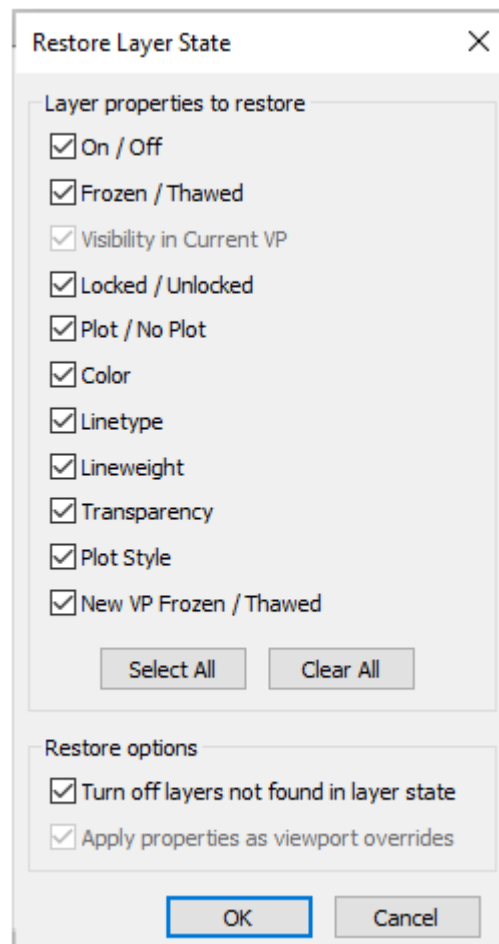 Restore Layer State
Layer properties to restore
On / Off
Frozen / Thawed
Visibility in Current VP
Locked / Unlocked
Plot / No Plot
Color
Linetype
Lineweight
Transparency
Plot Style
New VP Frozen / Thawed
Select All Clear All
Restore options
Turn off layers not found in layer state
Apply properties as viewport overrides
OK Cancel